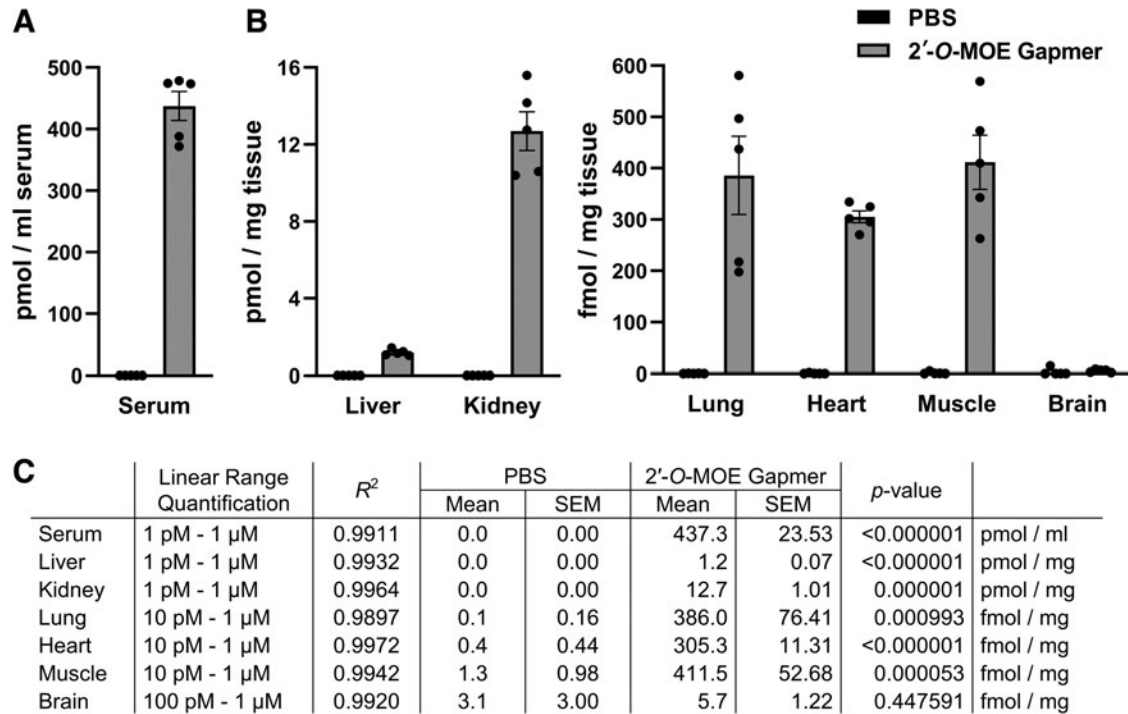 A
B
PBS
2′-O-MOE Gapmer
pmol / ml serum
500
400
300
200
100
0
Serum
pmol / mg tissue
16
12
8
4
0
Liver Kidney
fmol / mg tissue
600
500
400
300
200
100
0
Lung Heart Muscle Brain
C
Linear Range Quantification R² PBS 2′-O-MOE Gapmer p-value
Mean SEM Mean SEM
Serum 1 pM - 1 µM 0.9911 0.0 0.00 437.3 23.53 <0.000001 pmol / ml
Liver 1 pM - 1 µM 0.9932 0.0 0.00 1.2 0.07 <0.000001 pmol / mg
Kidney 1 pM - 1 µM 0.9964 0.0 0.00 12.7 1.01 0.000001 pmol / mg
Lung 10 pM - 1 µM 0.9897 0.1 0.16 386.0 76.41 0.000993 fmol / mg
Heart 10 pM - 1 µM 0.9972 0.4 0.44 305.3 11.31 <0.000001 fmol / mg
Muscle 10 pM - 1 µM 0.9942 1.3 0.98 411.5 52.68 0.000053 fmol / mg
Brain 100 pM - 1 µM 0.9920 3.1 3.00 5.7 1.22 0.447591 fmol / mg